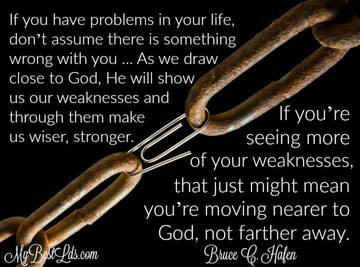 If you have problems in your life,
don't assume there is something
wrong with you ... As we draw
close to God, He will show
us our weaknesses and
through them make
us wiser, stronger.
If you're
seeing more
of your weaknesses,
that just might mean
you're moving nearer to
God, not farther away.
MyBestLds.com
Bruce C. Hafen